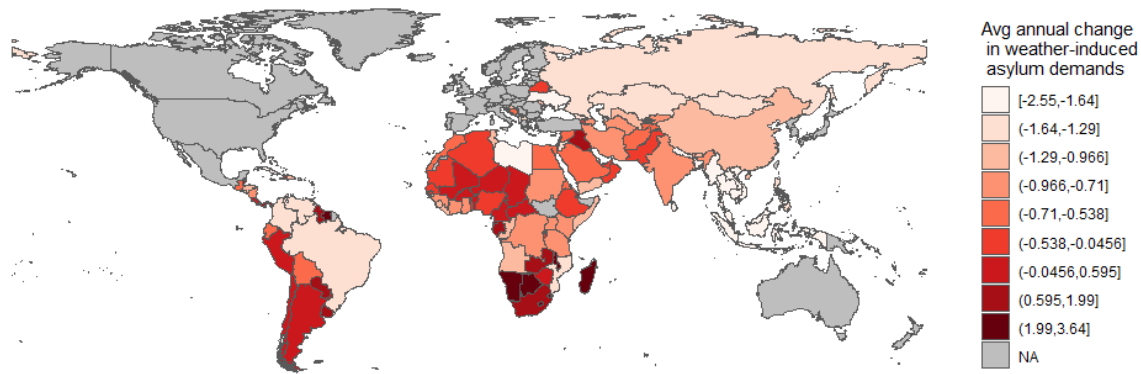 Avg annual change
in weather-induced
asylum demands
[-2.55,-1.64]
(-1.64,-1.29]
(-1.29,-0.966]
(-0.966,-0.71]
(-0.71,-0.538]
(-0.538,-0.0456]
(-0.0456,0.595]
(0.595,1.99]
(1.99,3.64]
NA